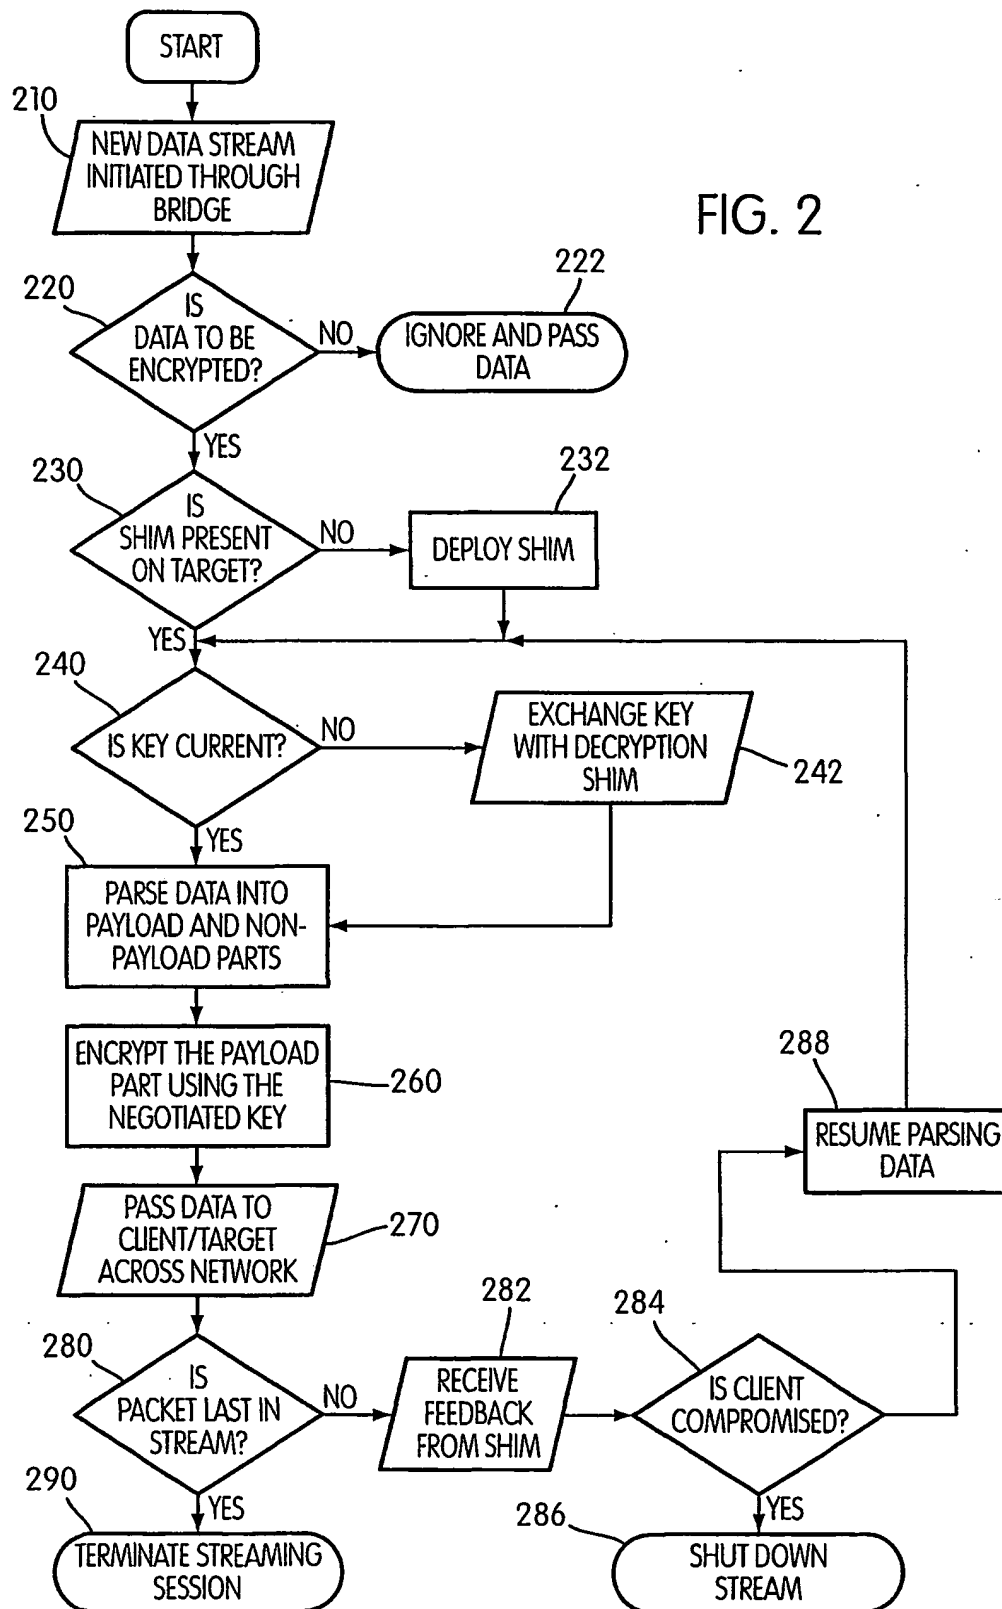 START
210
NEW DATA STREAM
INITIATED THROUGH
BRIDGE
FIG. 2
220
IS
DATA TO BE
ENCRYPTED?
NO
222
IGNORE AND PASS
DATA
YES
230
IS
SHIM PRESENT
ON TARGET?
NO
232
DEPLOY SHIM
YES
240
IS KEY CURRENT?
NO
EXCHANGE KEY
WITH DECRYPTION
SHIM
242
YES
250
PARSE DATA INTO
PAYLOAD AND NON-
PAYLOAD PARTS
ENCRYPT THE PAYLOAD
PART USING THE
NEGOTIATED KEY
260
288
RESUME PARSING
DATA
PASS DATA TO
CLIENT/TARGET
ACROSS NETWORK
270
280
IS
PACKET LAST IN
STREAM?
NO
282
RECEIVE
FEEDBACK
FROM SHIM
284
IS CLIENT
COMPROMISED?
YES
290
TERMINATE STREAMING
SESSION
YES
286
SHUT DOWN
STREAM